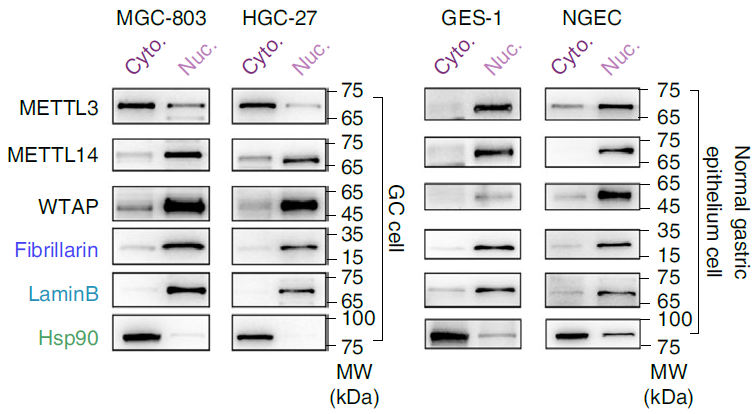 MGC-803 HGC-27 GES-1 NGEC
Cyto. Nuc. Cyto. Nuc. Cyto. Nuc. Cyto. Nuc.
METTL3 75 65 75 65
METTL14 75 65 75 65
WTAP 65 45 65 45
Fibrillarin 35 15 35 15
LaminB 75 65 75 65
Hsp90 100 75 100 75
GC cell
Normal gastric
epithelium cell
MW MW
(kDa) (kDa)